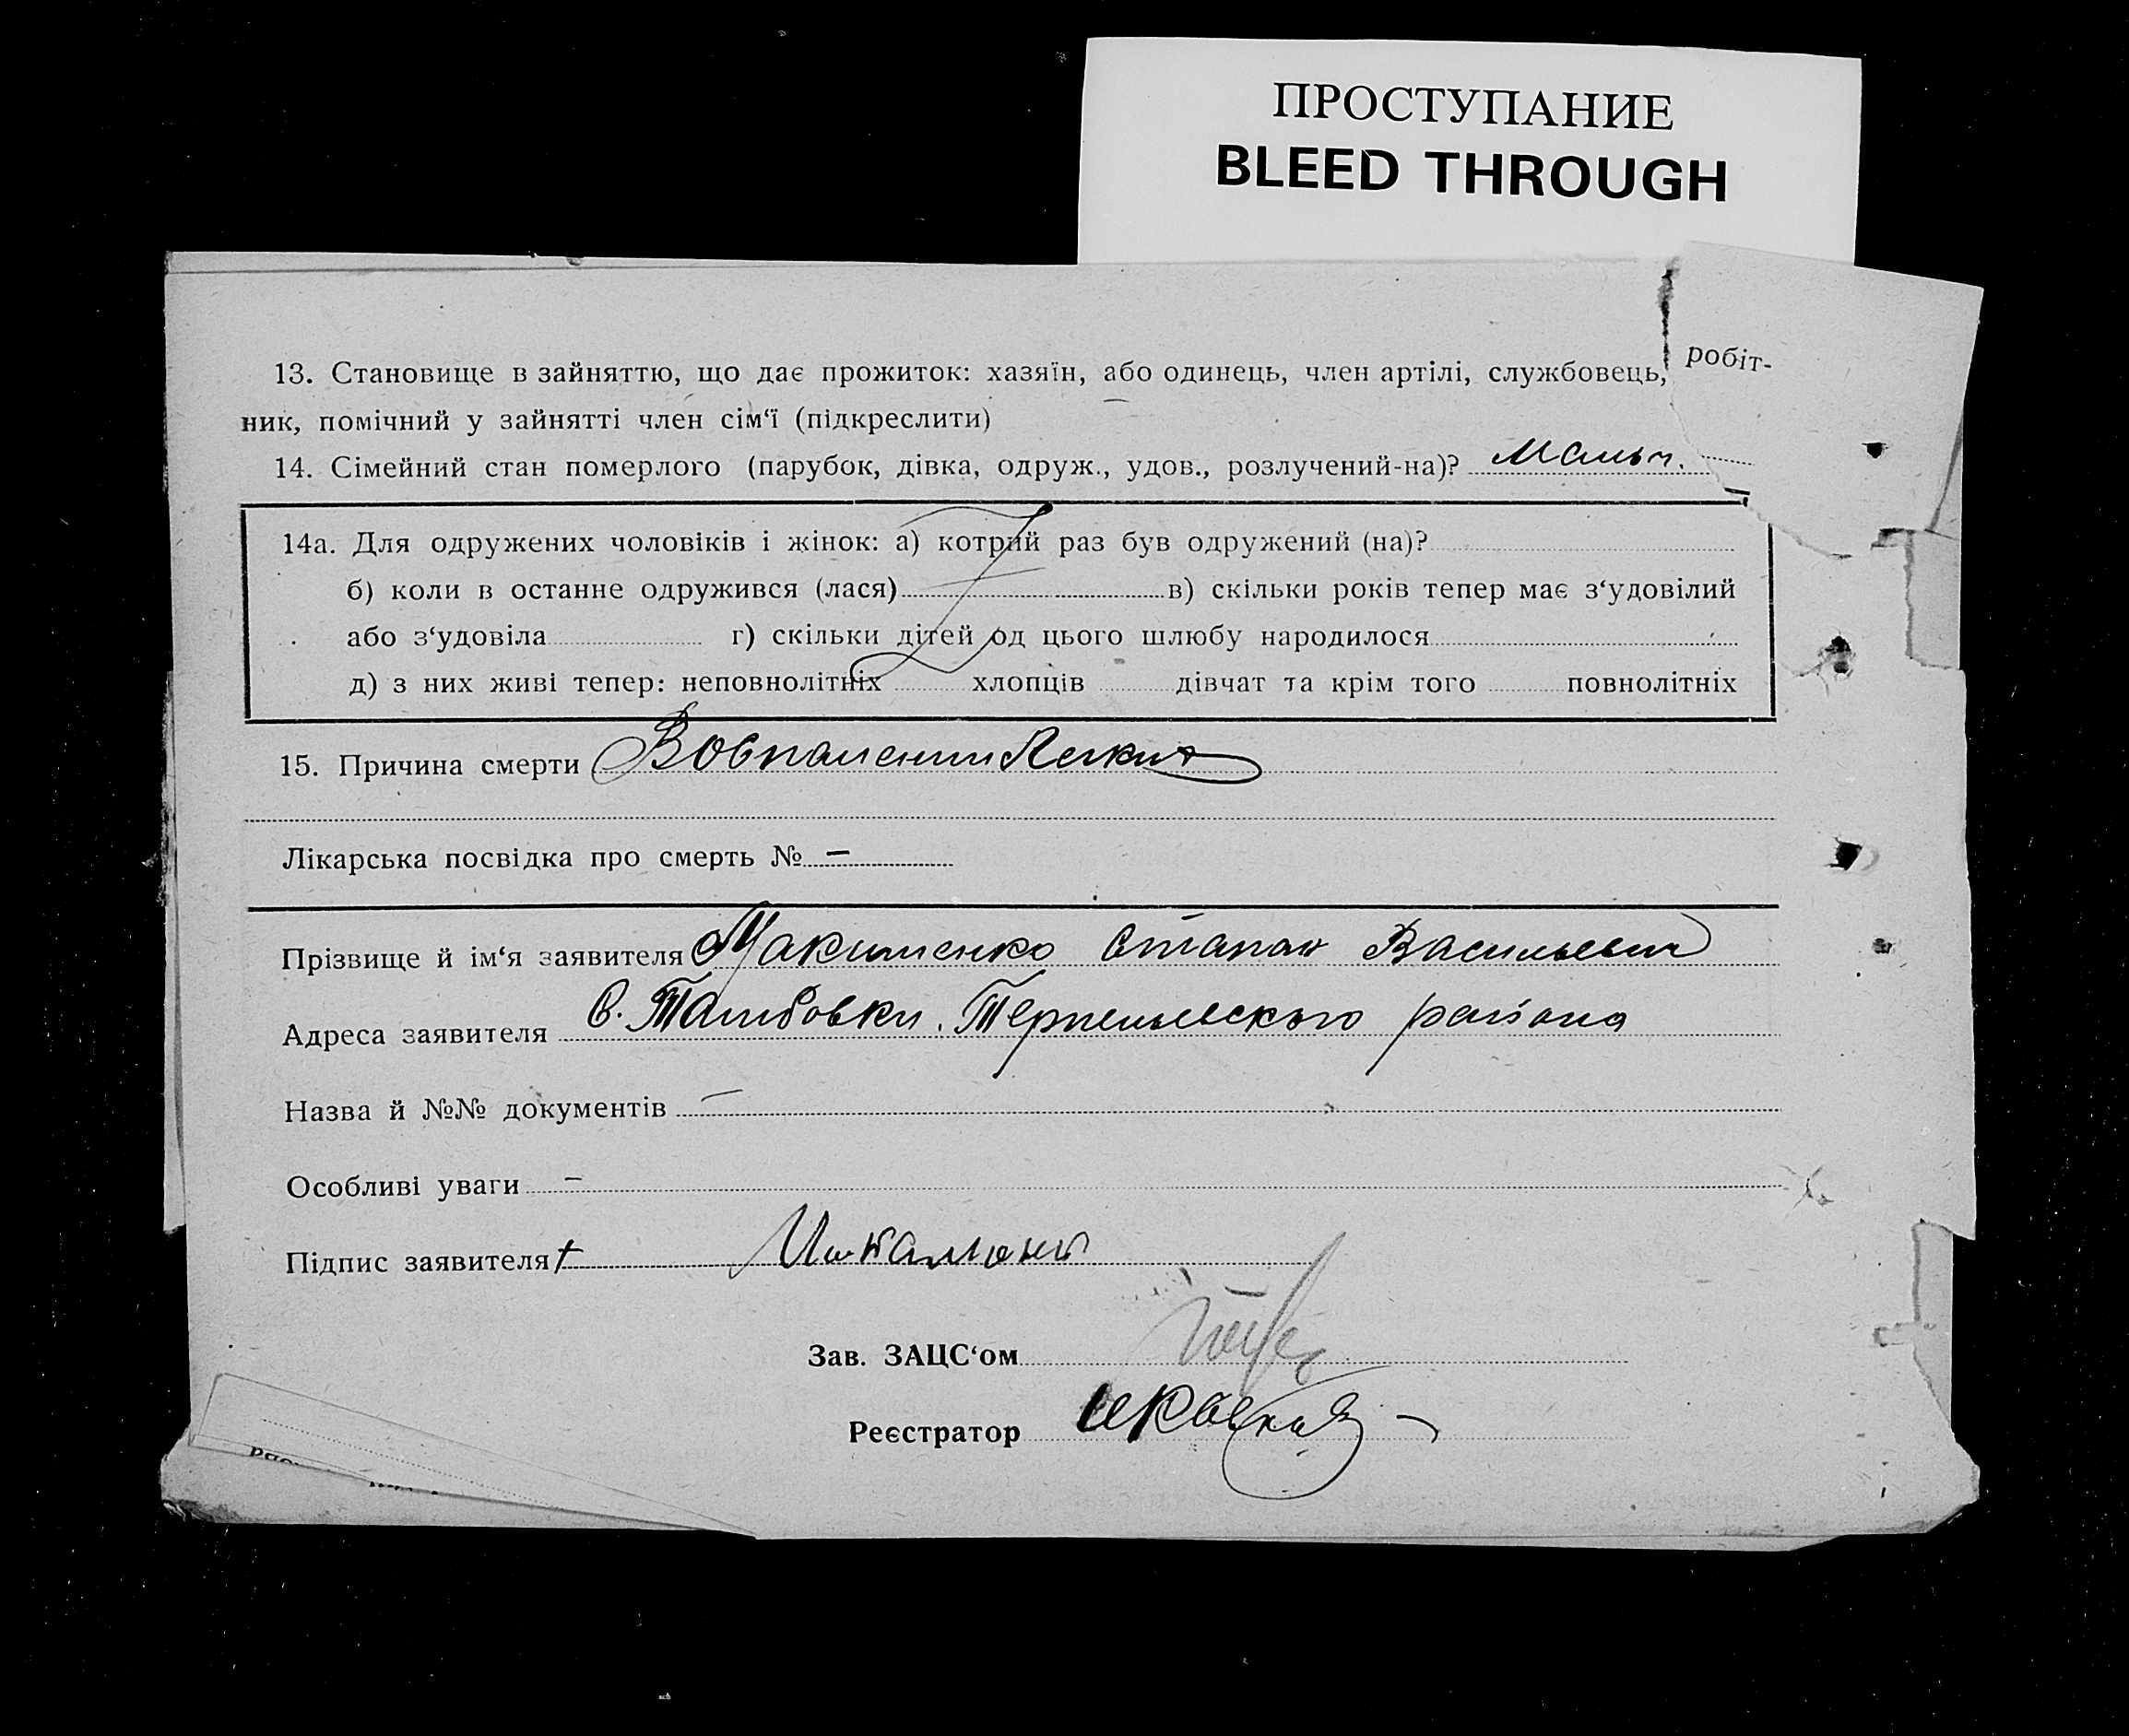 ПРОСТУПАНИЕ
BLEED THROUGH
13. Становище в зайняттю, що дає прожиток: хазяїн, або одинець, член артілі, службовець, робіт-
ник, помічний у зайнятті член сім‘ї (підкреслити)
14. Сімейний стан померлого (парубок, дівка, одруж., удов., розлучений-на)? Мальч.
14а. Для одружених чоловіків і жінок: а) котрий раз був одружений (на)?
б) коли в останне одружився (лася) в) скільки років тепер має з‘удовілий
або з‘удовіла г) скільки дітей од цього шлюбу народилося
д) з них живі тепер: неповнолітніх хлопців дівчат та крім того повнолітніх
15. Причина смерти
Лікарська посвідка про смерть № —
Прізвище й ім‘я заявителя Степан Васильевич
Адреса заявителя с. района
Назва й №№ документів —
Особливі уваги —
Підпис заявителя
Зав. ЗАЦС‘ом
Реєстратор